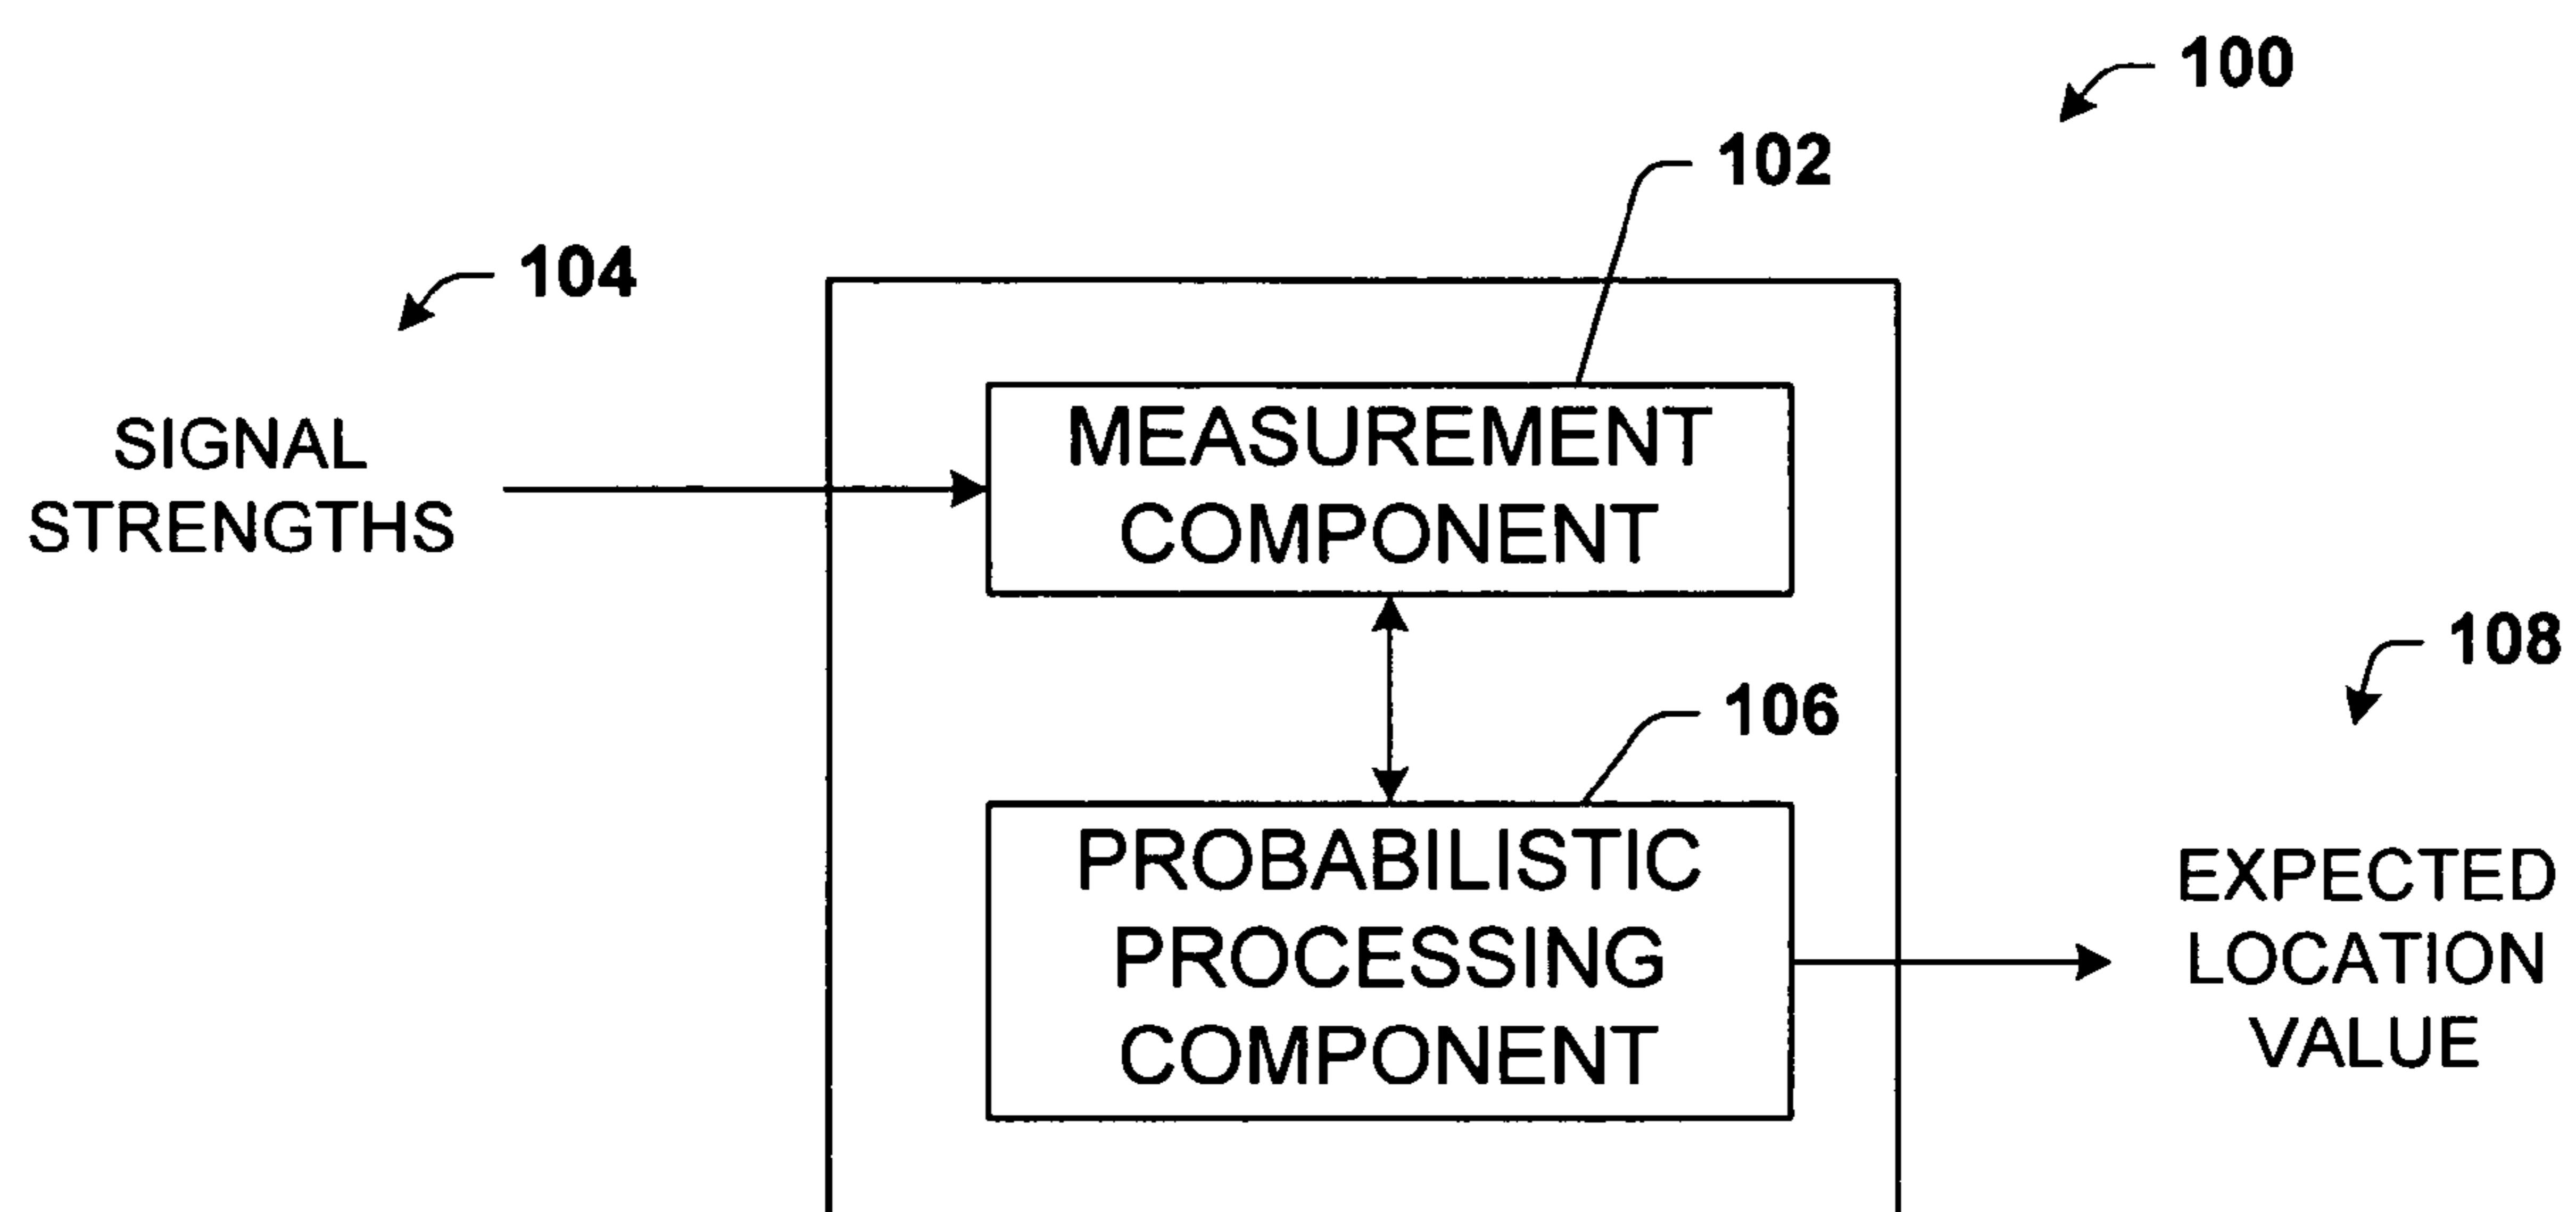 100
102
104
SIGNAL
STRENGTHS
MEASUREMENT
COMPONENT
108
106
PROBABILISTIC
PROCESSING
COMPONENT
EXPECTED
LOCATION
VALUE